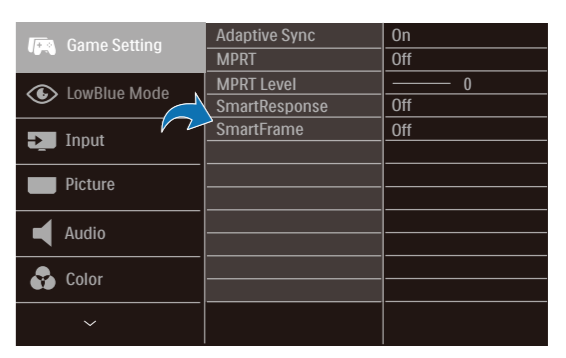 Game Setting
Adaptive Sync On
MPRT Off
LowBlue Mode
MPRT Level 0
SmartResponse Off
SmartFrame Off
Input
Picture
Audio
Color